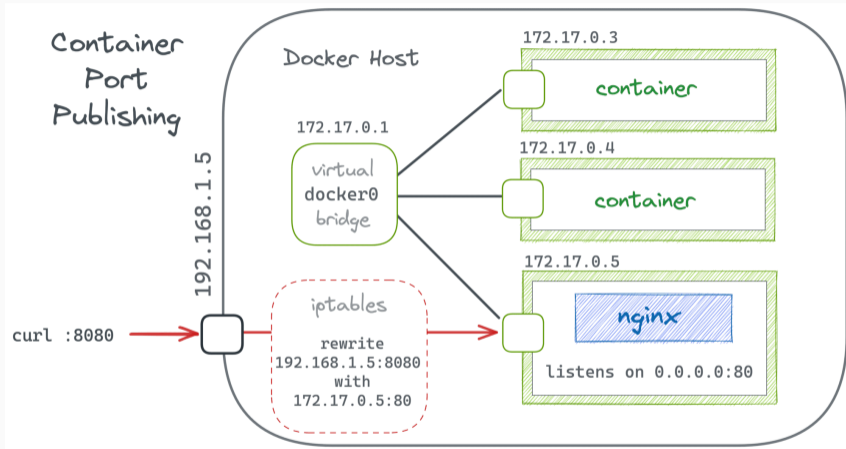 Container
Port
Publishing
Docker Host
192.168.1.5
172.17.0.1
virtual
docker0
bridge
172.17.0.3
container
172.17.0.4
container
172.17.0.5
nginx
listens on 0.0.0.0:80
curl :8080
iptables
rewrite
192.168.1.5:8080
with
172.17.0.5:80